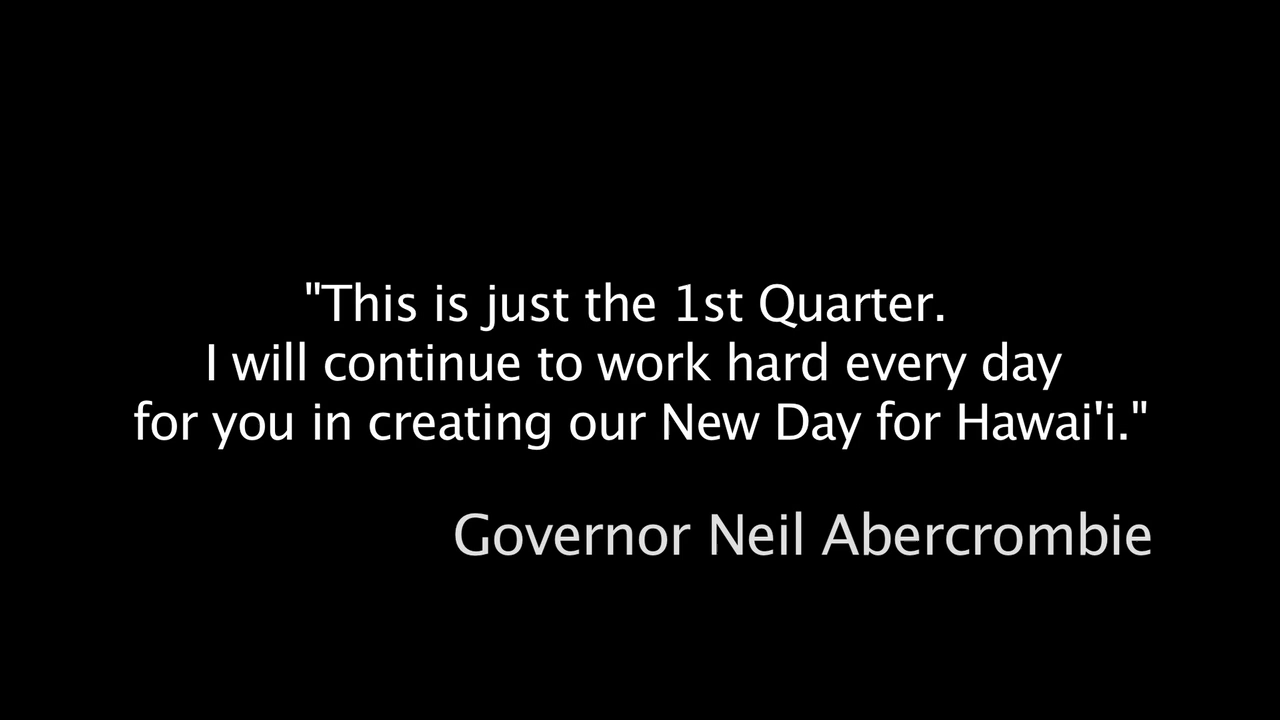 "This is just the 1st Quarter.
I will continue to work hard every day
for you in creating our New Day for Hawai'i."
Governor Neil Abercrombie